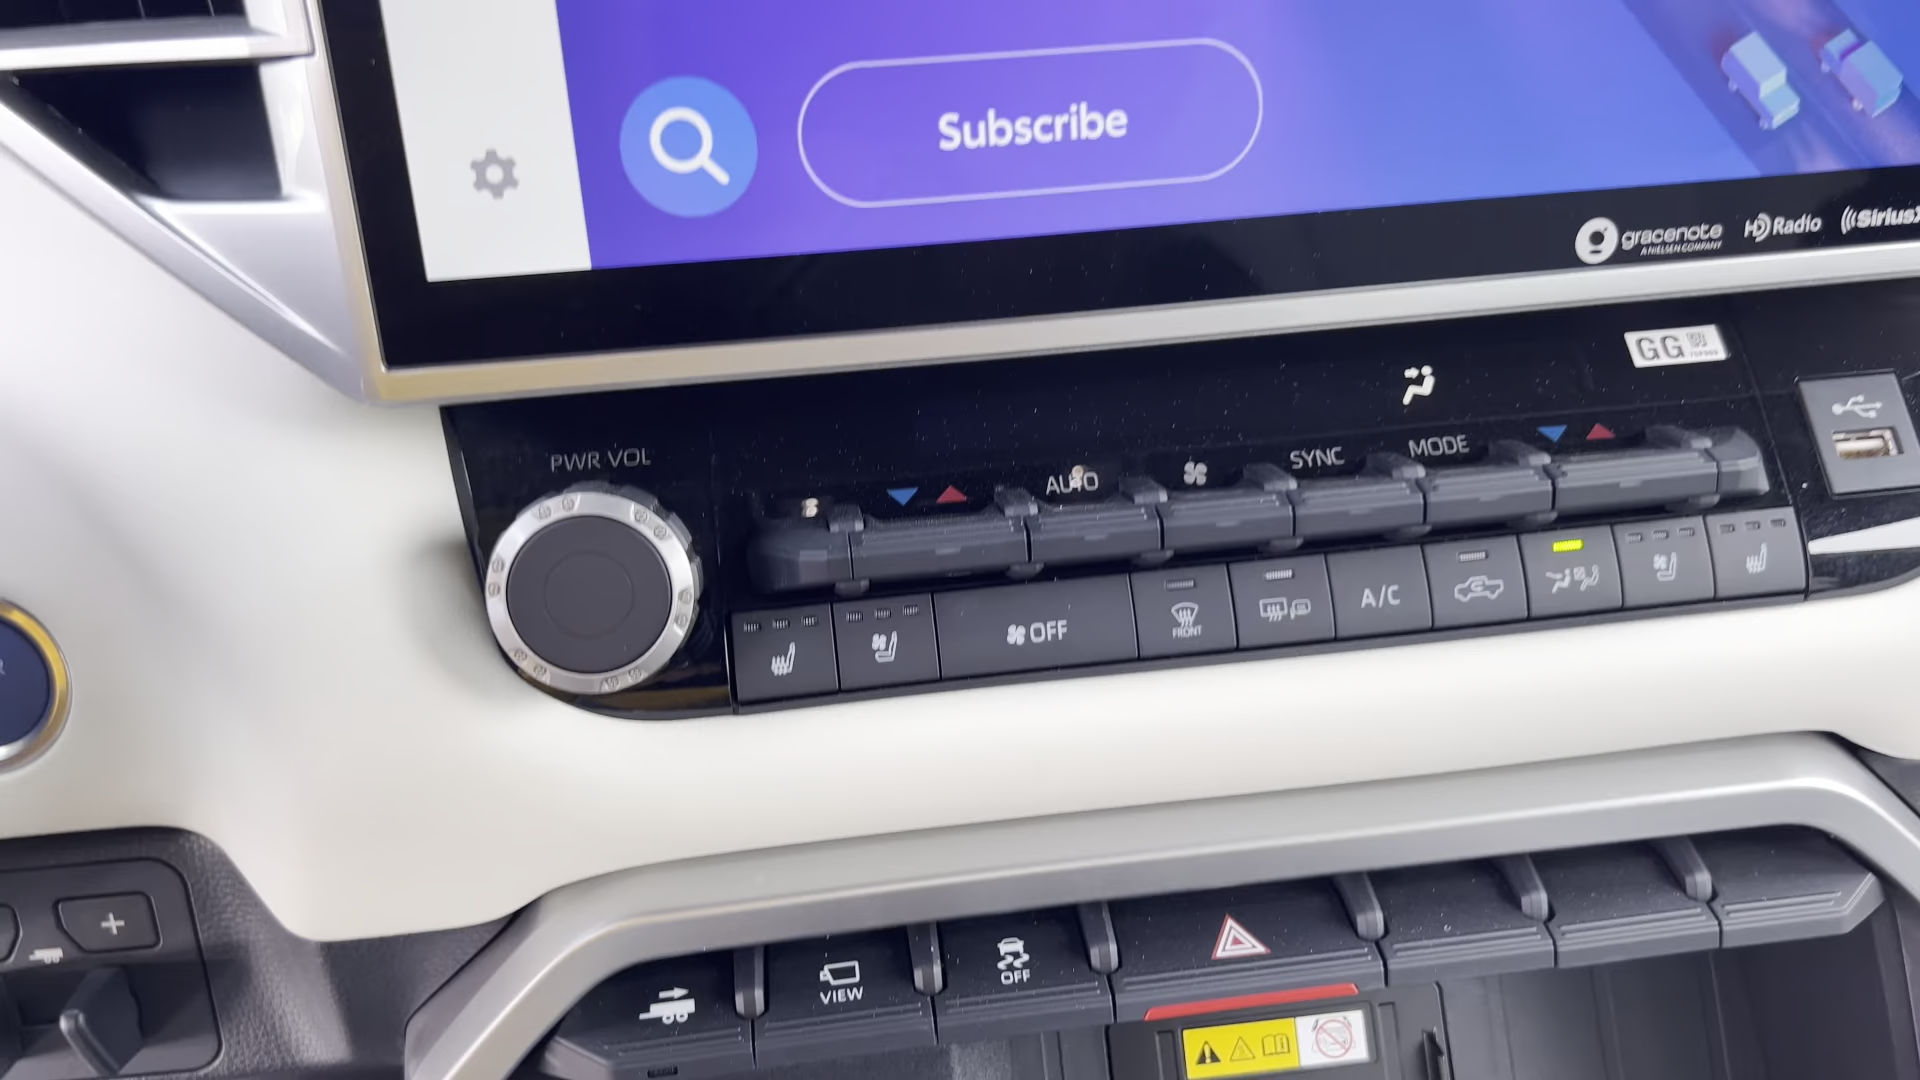 Subscribe
gracenote
A NIELSEN COMPANY
HD Radio
SiriusX
GG
PWR VOL
AUTO
SYNC
MODE
OFF
FRONT
A/C
R
VIEW
OFF